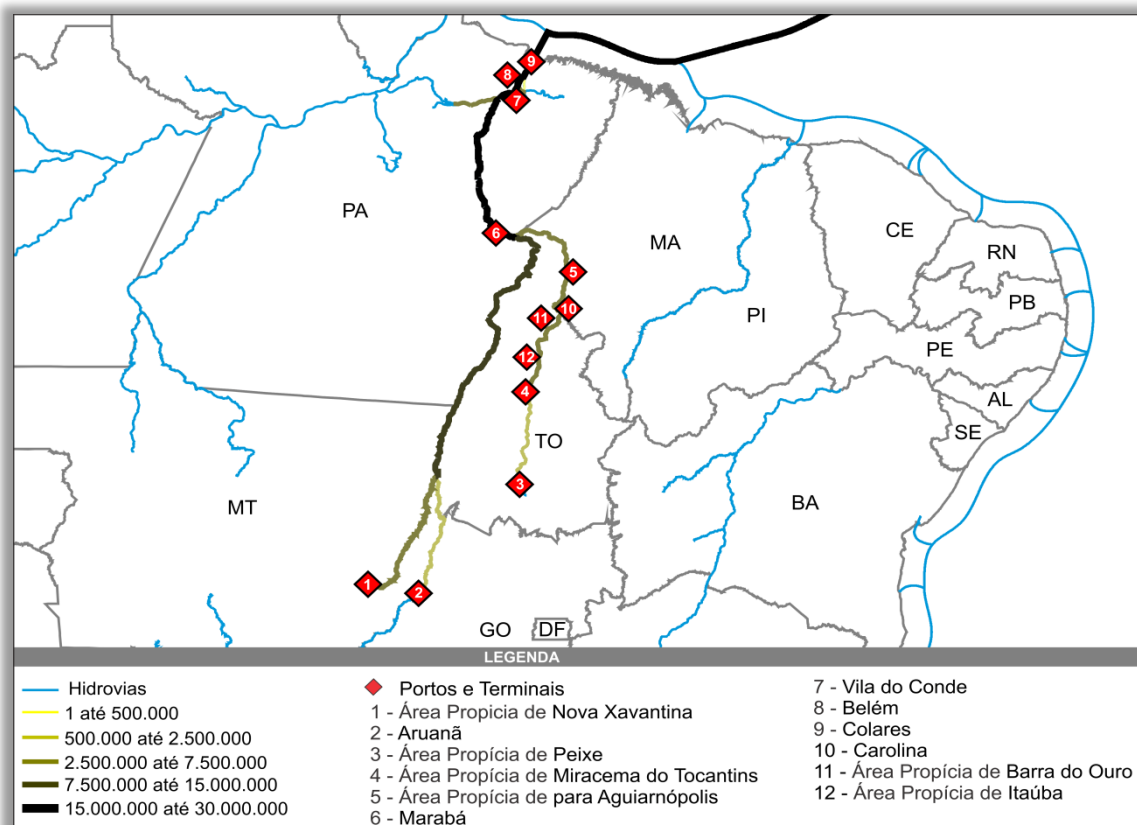 9
8
7
PA
6
MA
CE
RN
5
10
11
PI
PB
12
PE
4
AL
TO
SE
3
MT
BA
1
2
GO
DF
LEGENDA
Hidrovias
1 até 500.000
500.000 até 2.500.000
2.500.000 até 7.500.000
7.500.000 até 15.000.000
15.000.000 até 30.000.000
Portos e Terminais
1 - Área Propicia de Nova Xavantina
2 - Aruanã
3 - Área Propícia de Peixe
4 - Área Propícia de Miracema do Tocantins
5 - Área Propícia de para Aguiarnópolis
6 - Marabá
7 - Vila do Conde
8 - Belém
9 - Colares
10 - Carolina
11 - Área Propícia de Barra do Ouro
12 - Área Propícia de Itaúba